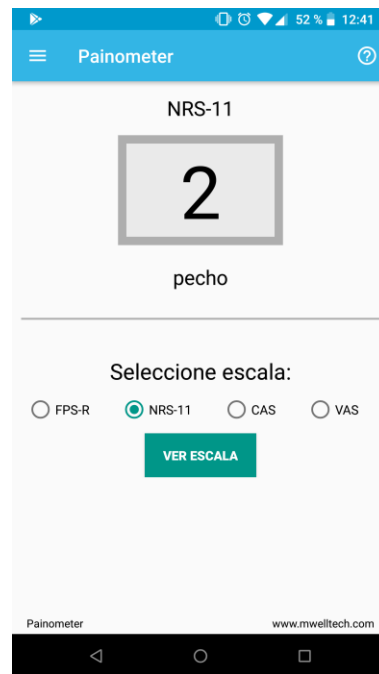 52 % 12:41
Painometer
NRS-11
2
pecho
Seleccione escala:
FPS-R NRS-11 CAS VAS
VER ESCALA
Painometer www.mwelltech.com